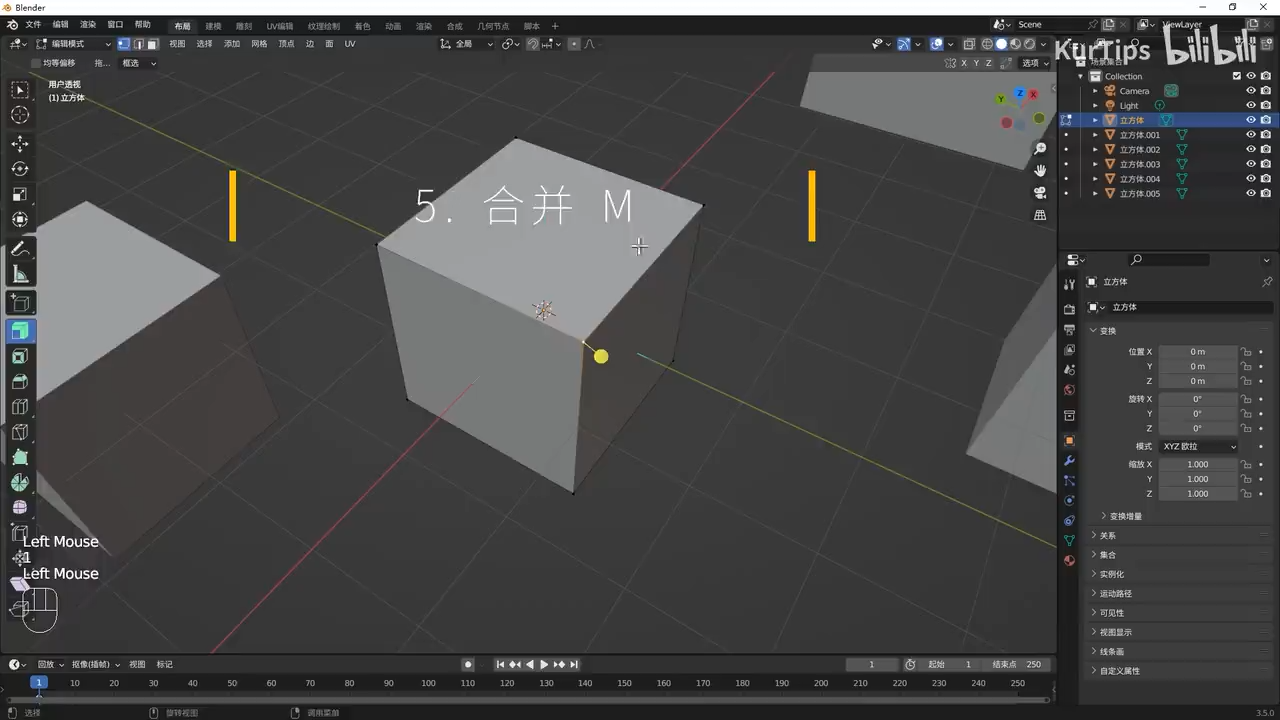 Blender
文件 编辑 渲染 窗口 帮助 布局 建模 雕刻 UV编辑 纹理绘制 着色 动画 渲染 合成 几何节点 脚本 + Scene ViewLayer
编辑模式 视图 选择 添加 网格 顶点 边 面 UV 全局
KurTips bilibili
均等偏移 拖... 框选 X Y Z 选项
用户透视
(1) 立方体
Y Z X
场景集合
Collection
Camera
Light
立方体
立方体.001
立方体.002
立方体.003
立方体.004
立方体.005
5. 合并 M
立方体
立方体
变换
位置 X 0 m
Y 0 m
Z 0 m
旋转 X 0°
Y 0°
Z 0°
模式 XYZ 欧拉
缩放 X 1.000
Y 1.000
Z 1.000
变换增量
关系
集合
实例化
运动路径
可见性
视图显示
线条画
自定义属性
Left Mouse
1
Left Mouse
回放 抠像(插帧) 视图 标记 1 起始 1 结束点 250
1 10 20 30 40 50 60 70 80 90 100 110 120 130 140 150 160 170 180 190 200 210 220 230 240 250
选择 旋转视图 调用菜单 3.5.0